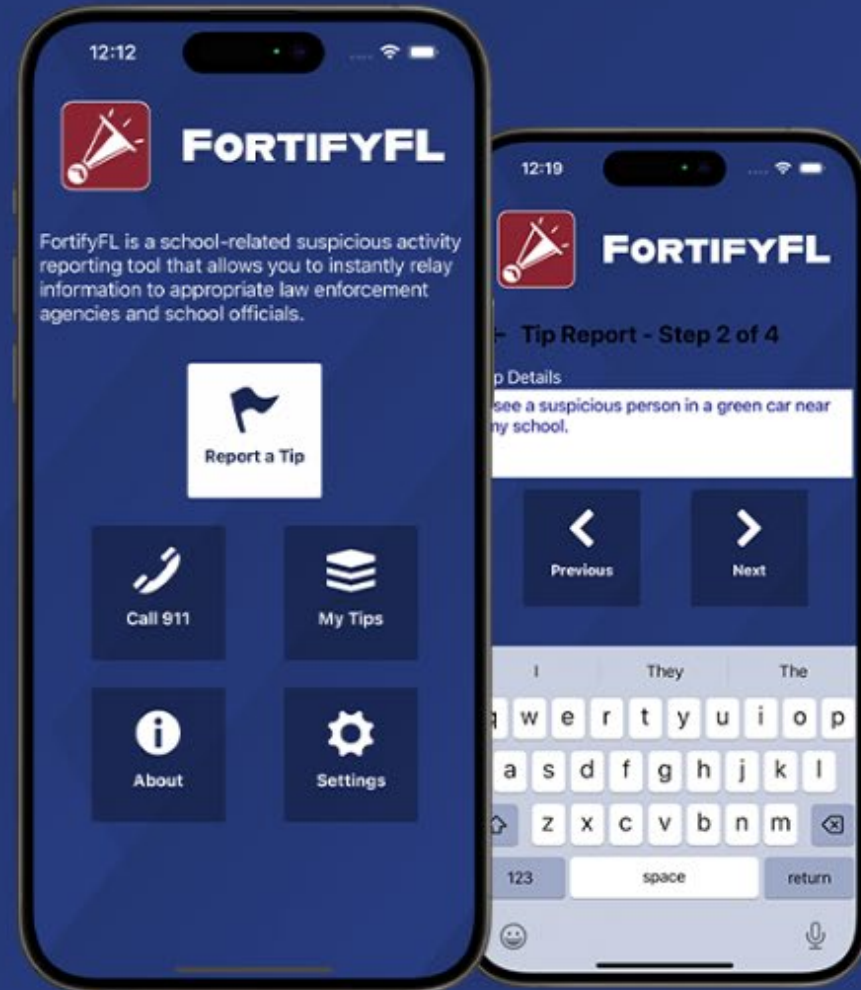 12:12
FORTIFYFL
FortifyFL is a school-related suspicious activity
reporting tool that allows you to instantly relay
information to appropriate law enforcement
agencies and school officials.
Report a Tip
Call 911
My Tips
About
Settings
12:19
FORTIFYFL
Tip Report - Step 2 of 4
Details
see a suspicious person in a green car near
my school.
Previous
Next
I They The
w e r t y u i o p
a s d f g h j k l
z x c v b n m
123 space return